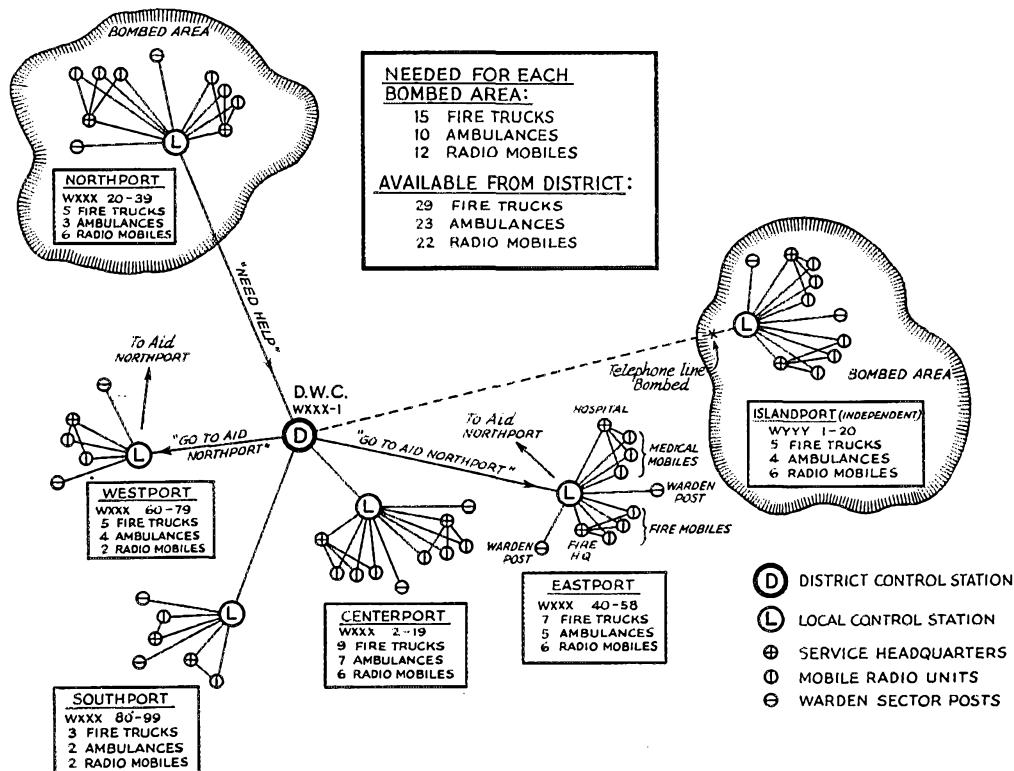 BOMBED AREA
NEEDED FOR EACH
BOMBED AREA:
15 FIRE TRUCKS
10 AMBULANCES
12 RADIO MOBILES
AVAILABLE FROM DISTRICT:
29 FIRE TRUCKS
23 AMBULANCES
22 RADIO MOBILES
L
NORTHPORT
WXXX 20-39
5 FIRE TRUCKS
3 AMBULANCES
6 RADIO MOBILES
"NEED HELP"
L
Telephone line
Bombed
BOMBED AREA
ISLANDPORT (INDEPENDENT)
WYYY 1-20
5 FIRE TRUCKS
4 AMBULANCES
6 RADIO MOBILES
To Aid
NORTHPORT
D.W.C.
WXXX-1
D
"GO TO AID
NORTHPORT"
L
WESTPORT
WXXX 60-79
5 FIRE TRUCKS
4 AMBULANCES
2 RADIO MOBILES
"GO TO AID NORTHPORT"
To Aid
NORTHPORT
HOSPITAL
MEDICAL
MOBILES
L
WARDEN
POST
FIRE MOBILES
WARDEN
POST
FIRE
HQ
EASTPORT
WXXX 40-58
7 FIRE TRUCKS
5 AMBULANCES
6 RADIO MOBILES
L
CENTERPORT
WXXX 2-19
9 FIRE TRUCKS
7 AMBULANCES
6 RADIO MOBILES
L
SOUTHPORT
WXXX 80-99
3 FIRE TRUCKS
2 AMBULANCES
2 RADIO MOBILES
D DISTRICT CONTROL STATION
L LOCAL CONTROL STATION
SERVICE HEADQUARTERS
MOBILE RADIO UNITS
WARDEN SECTOR POSTS